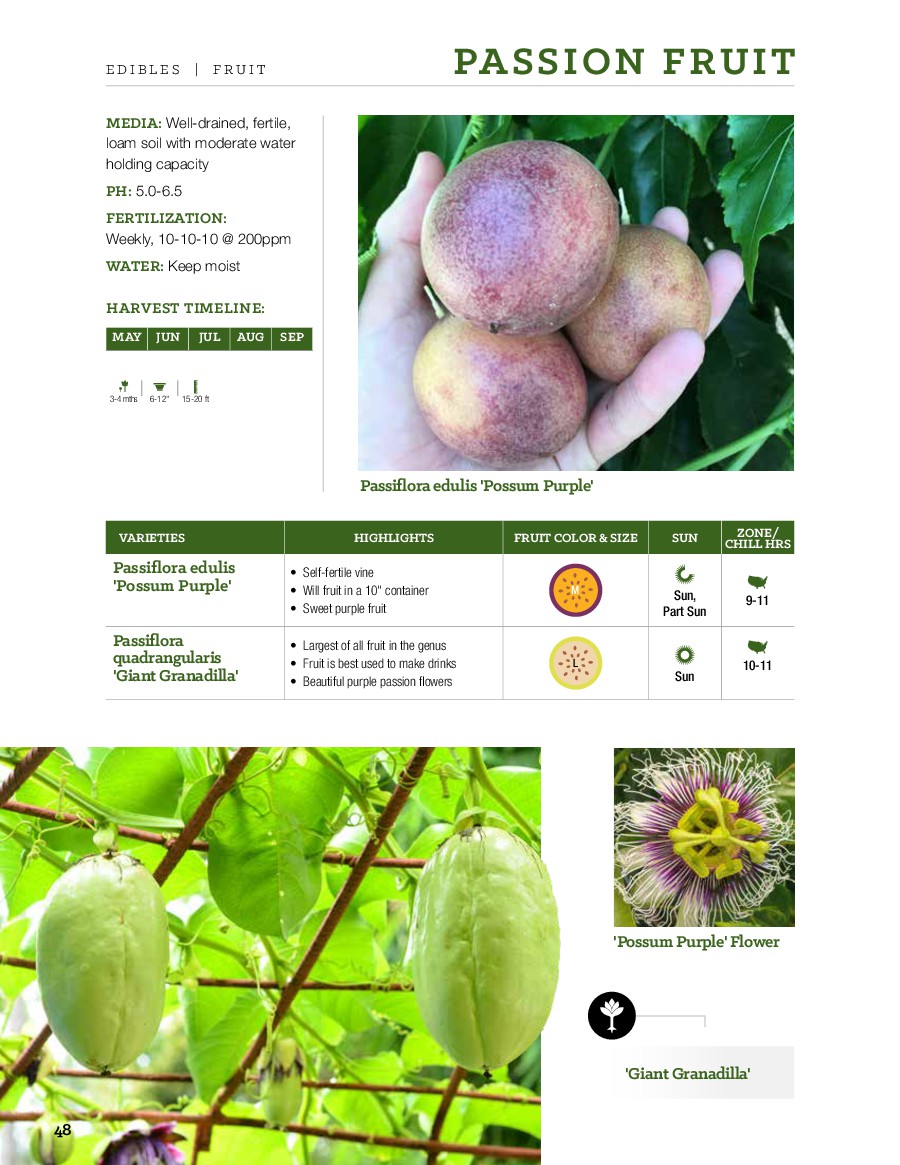 EDIBLES | FRUIT
PASSION FRUIT
MEDIA: Well-drained, fertile,
loam soil with moderate water
holding capacity
PH: 5.0-6.5
FERTILIZATION:
Weekly, 10-10-10 @ 200ppm
WATER: Keep moist
HARVEST TIMELINE:
MAY JUN JUL AUG SEP
3-4 mths 6-12" 15-20 ft
Passiflora edulis 'Possum Purple'
VARIETIES HIGHLIGHTS FRUIT COLOR & SIZE SUN ZONE/
CHILL HRS
Passiflora edulis
'Possum Purple'
• Self-fertile vine
• Will fruit in a 10" container
• Sweet purple fruit
M
Sun,
Part Sun
9-11
Passiflora
quadrangularis
'Giant Granadilla'
• Largest of all fruit in the genus
• Fruit is best used to make drinks
• Beautiful purple passion flowers
L
Sun
10-11
'Possum Purple' Flower
'Giant Granadilla'
48